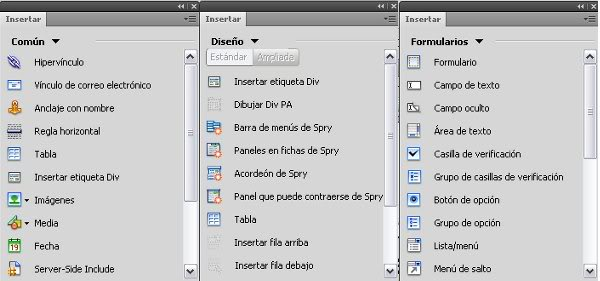 Insertar
Común
Hipervínculo
Vínculo de correo electrónico
Anclaje con nombre
Regla horizontal
Tabla
Insertar etiqueta Div
Imágenes
Media
Fecha
Server-Side Include
Insertar
Diseño
Estándar
Ampliada
Insertar etiqueta Div
Dibujar Div PA
Barra de menús de Spry
Paneles en fichas de Spry
Acordeón de Spry
Panel que puede contraerse de Spry
Tabla
Insertar fila arriba
Insertar fila debajo
Insertar
Formularios
Formulario
Campo de texto
Campo oculto
Área de texto
Casilla de verificación
Grupo de casillas de verificación
Botón de opción
Grupo de opción
Lista/menú
Menú de salto